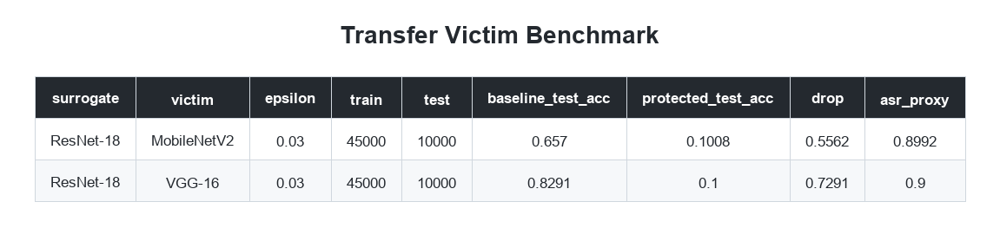 Transfer Victim Benchmark
surrogate victim epsilon train test baseline_test_acc protected_test_acc drop asr_proxy
ResNet-18 MobileNetV2 0.03 45000 10000 0.657 0.1008 0.5562 0.8992
ResNet-18 VGG-16 0.03 45000 10000 0.8291 0.1 0.7291 0.9